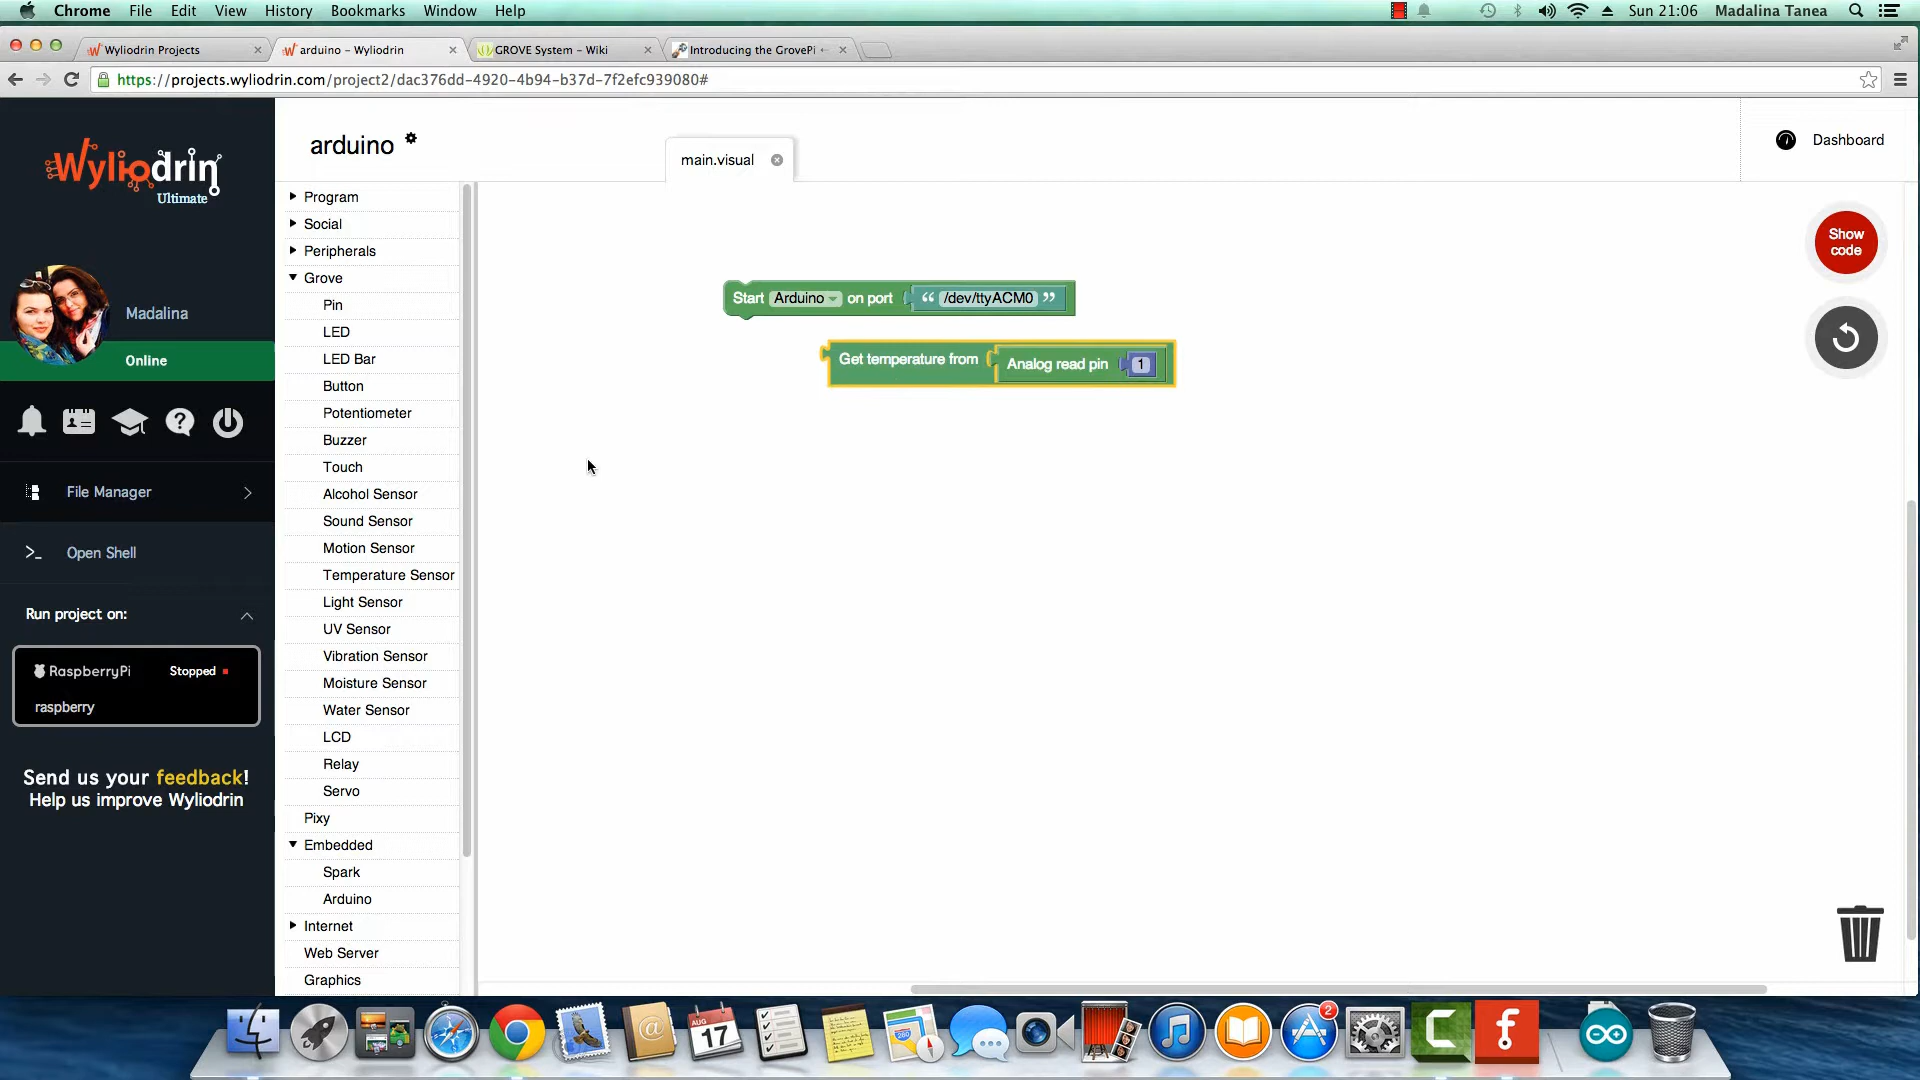 Chrome File Edit View History Bookmarks Window Help Sun 21:06 Madalina Tanea
Wyliodrin Projects arduino – Wyliodrin GROVE System – Wiki Introducing the GrovePi
https://projects.wyliodrin.com/project2/dac376dd-4920-4b94-b37d-7f2efc939080#
Wyliodrin
Ultimate
Madalina
Online
File Manager
Open Shell
Run project on:
RaspberryPi Stopped
raspberry
Send us your feedback!
Help us improve Wyliodrin
arduino
main.visual
Dashboard
Program
Social
Peripherals
Grove
Pin
LED
LED Bar
Button
Potentiometer
Buzzer
Touch
Alcohol Sensor
Sound Sensor
Motion Sensor
Temperature Sensor
Light Sensor
UV Sensor
Vibration Sensor
Moisture Sensor
Water Sensor
LCD
Relay
Servo
Pixy
Embedded
Spark
Arduino
Internet
Web Server
Graphics
Start Arduino on port “ /dev/ttyACM0 ”
Get temperature from Analog read pin 1
Show
code
AUG
17
280
2